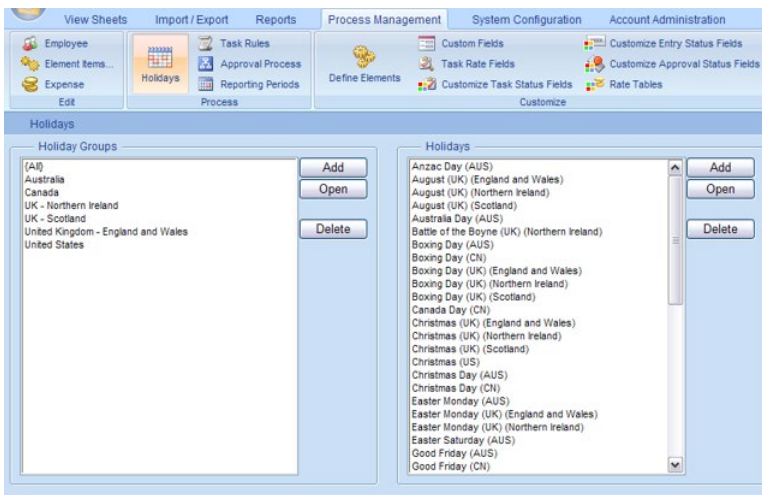 View Sheets Import / Export Reports Process Management System Configuration Account Administration
Employee
Element Items...
Expense
Edit
Holidays
Task Rules
Approval Process
Reporting Periods
Process
Define Elements
Custom Fields
Task Rate Fields
Customize Task Status Fields
Customize Entry Status Fields
Customize Approval Status Fields
Rate Tables
Customize
Holidays
Holiday Groups
{All}
Australia
Canada
UK - Northern Ireland
UK - Scotland
United Kingdom - England and Wales
United States
Add
Open
Delete
Holidays
Anzac Day (AUS)
August (UK) (England and Wales)
August (UK) (Northern Ireland)
August (UK) (Scotland)
Australia Day (AUS)
Battle of the Boyne (UK) (Northern Ireland)
Boxing Day (AUS)
Boxing Day (CN)
Boxing Day (UK) (England and Wales)
Boxing Day (UK) (Northern Ireland)
Boxing Day (UK) (Scotland)
Canada Day (CN)
Christmas (UK) (England and Wales)
Christmas (UK) (Northern Ireland)
Christmas (UK) (Scotland)
Christmas (US)
Christmas Day (AUS)
Christmas Day (CN)
Easter Monday (AUS)
Easter Monday (UK) (England and Wales)
Easter Monday (UK) (Northern Ireland)
Easter Saturday (AUS)
Good Friday (AUS)
Good Friday (CN)
Add
Open
Delete